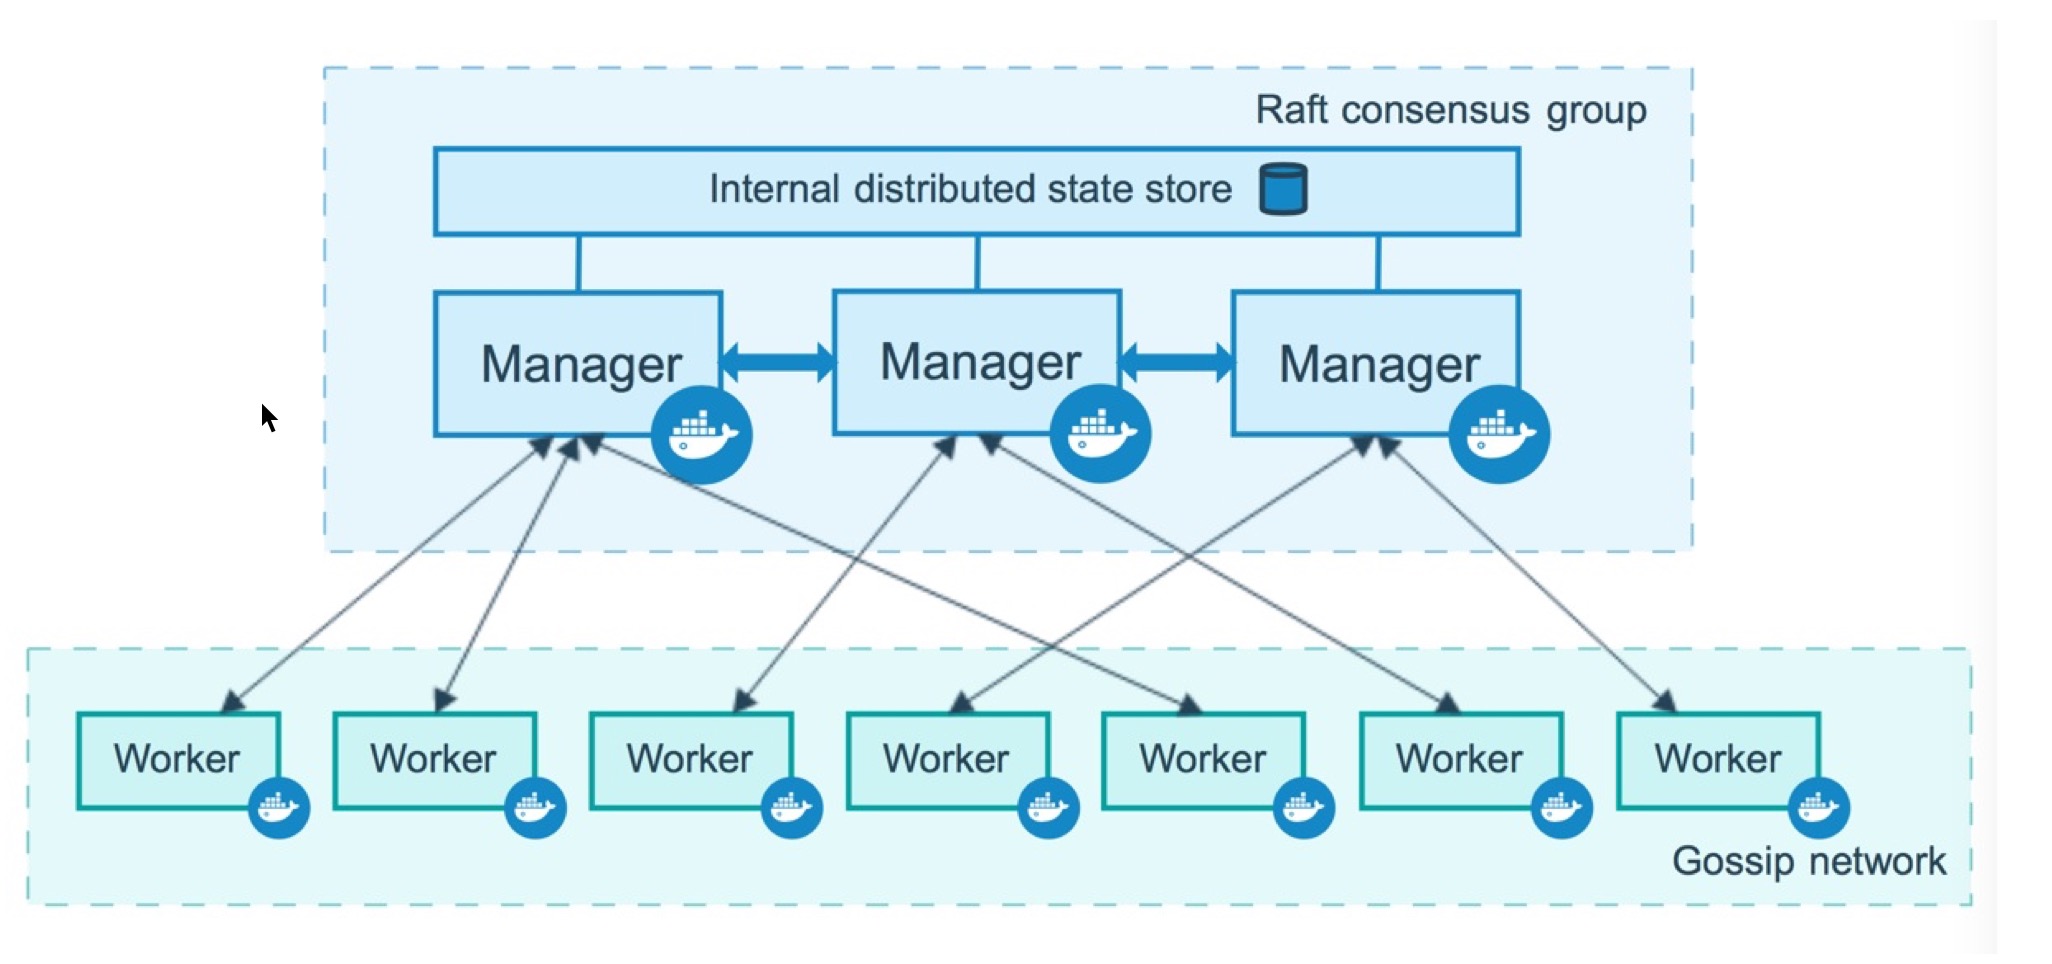 Raft consensus group
Internal distributed state store
Manager
Manager
Manager
Worker
Worker
Worker
Worker
Worker
Worker
Worker
Gossip network